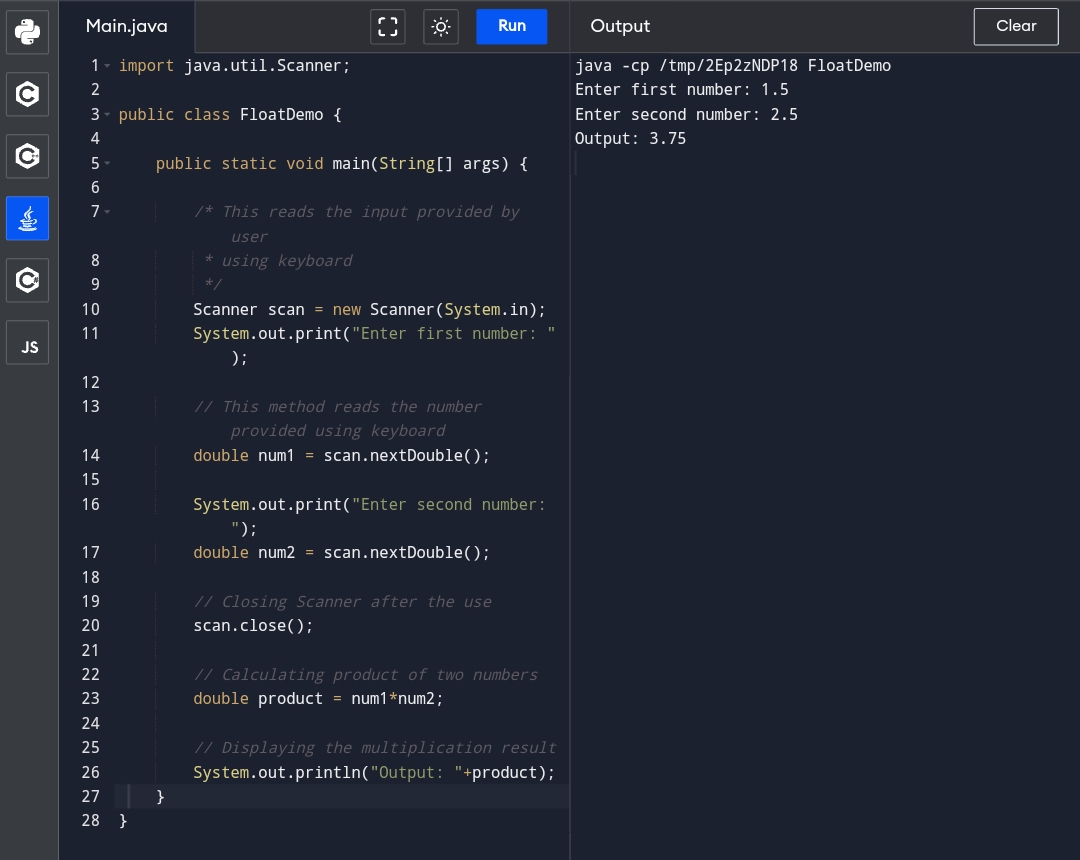 Main.java
Run
Output
Clear
JS
1 import java.util.Scanner;
2
3 public class FloatDemo {
4
5 public static void main(String[] args) {
6
7 /* This reads the input provided by
user
8 * using keyboard
9 */
10 Scanner scan = new Scanner(System.in);
11 System.out.print("Enter first number: "
);
12
13 // This method reads the number
provided using keyboard
14 double num1 = scan.nextDouble();
15
16 System.out.print("Enter second number:
");
17 double num2 = scan.nextDouble();
18
19 // Closing Scanner after the use
20 scan.close();
21
22 // Calculating product of two numbers
23 double product = num1*num2;
24
25 // Displaying the multiplication result
26 System.out.println("Output: "+product);
27 }
28 }
java -cp /tmp/2Ep2zNDP18 FloatDemo
Enter first number: 1.5
Enter second number: 2.5
Output: 3.75